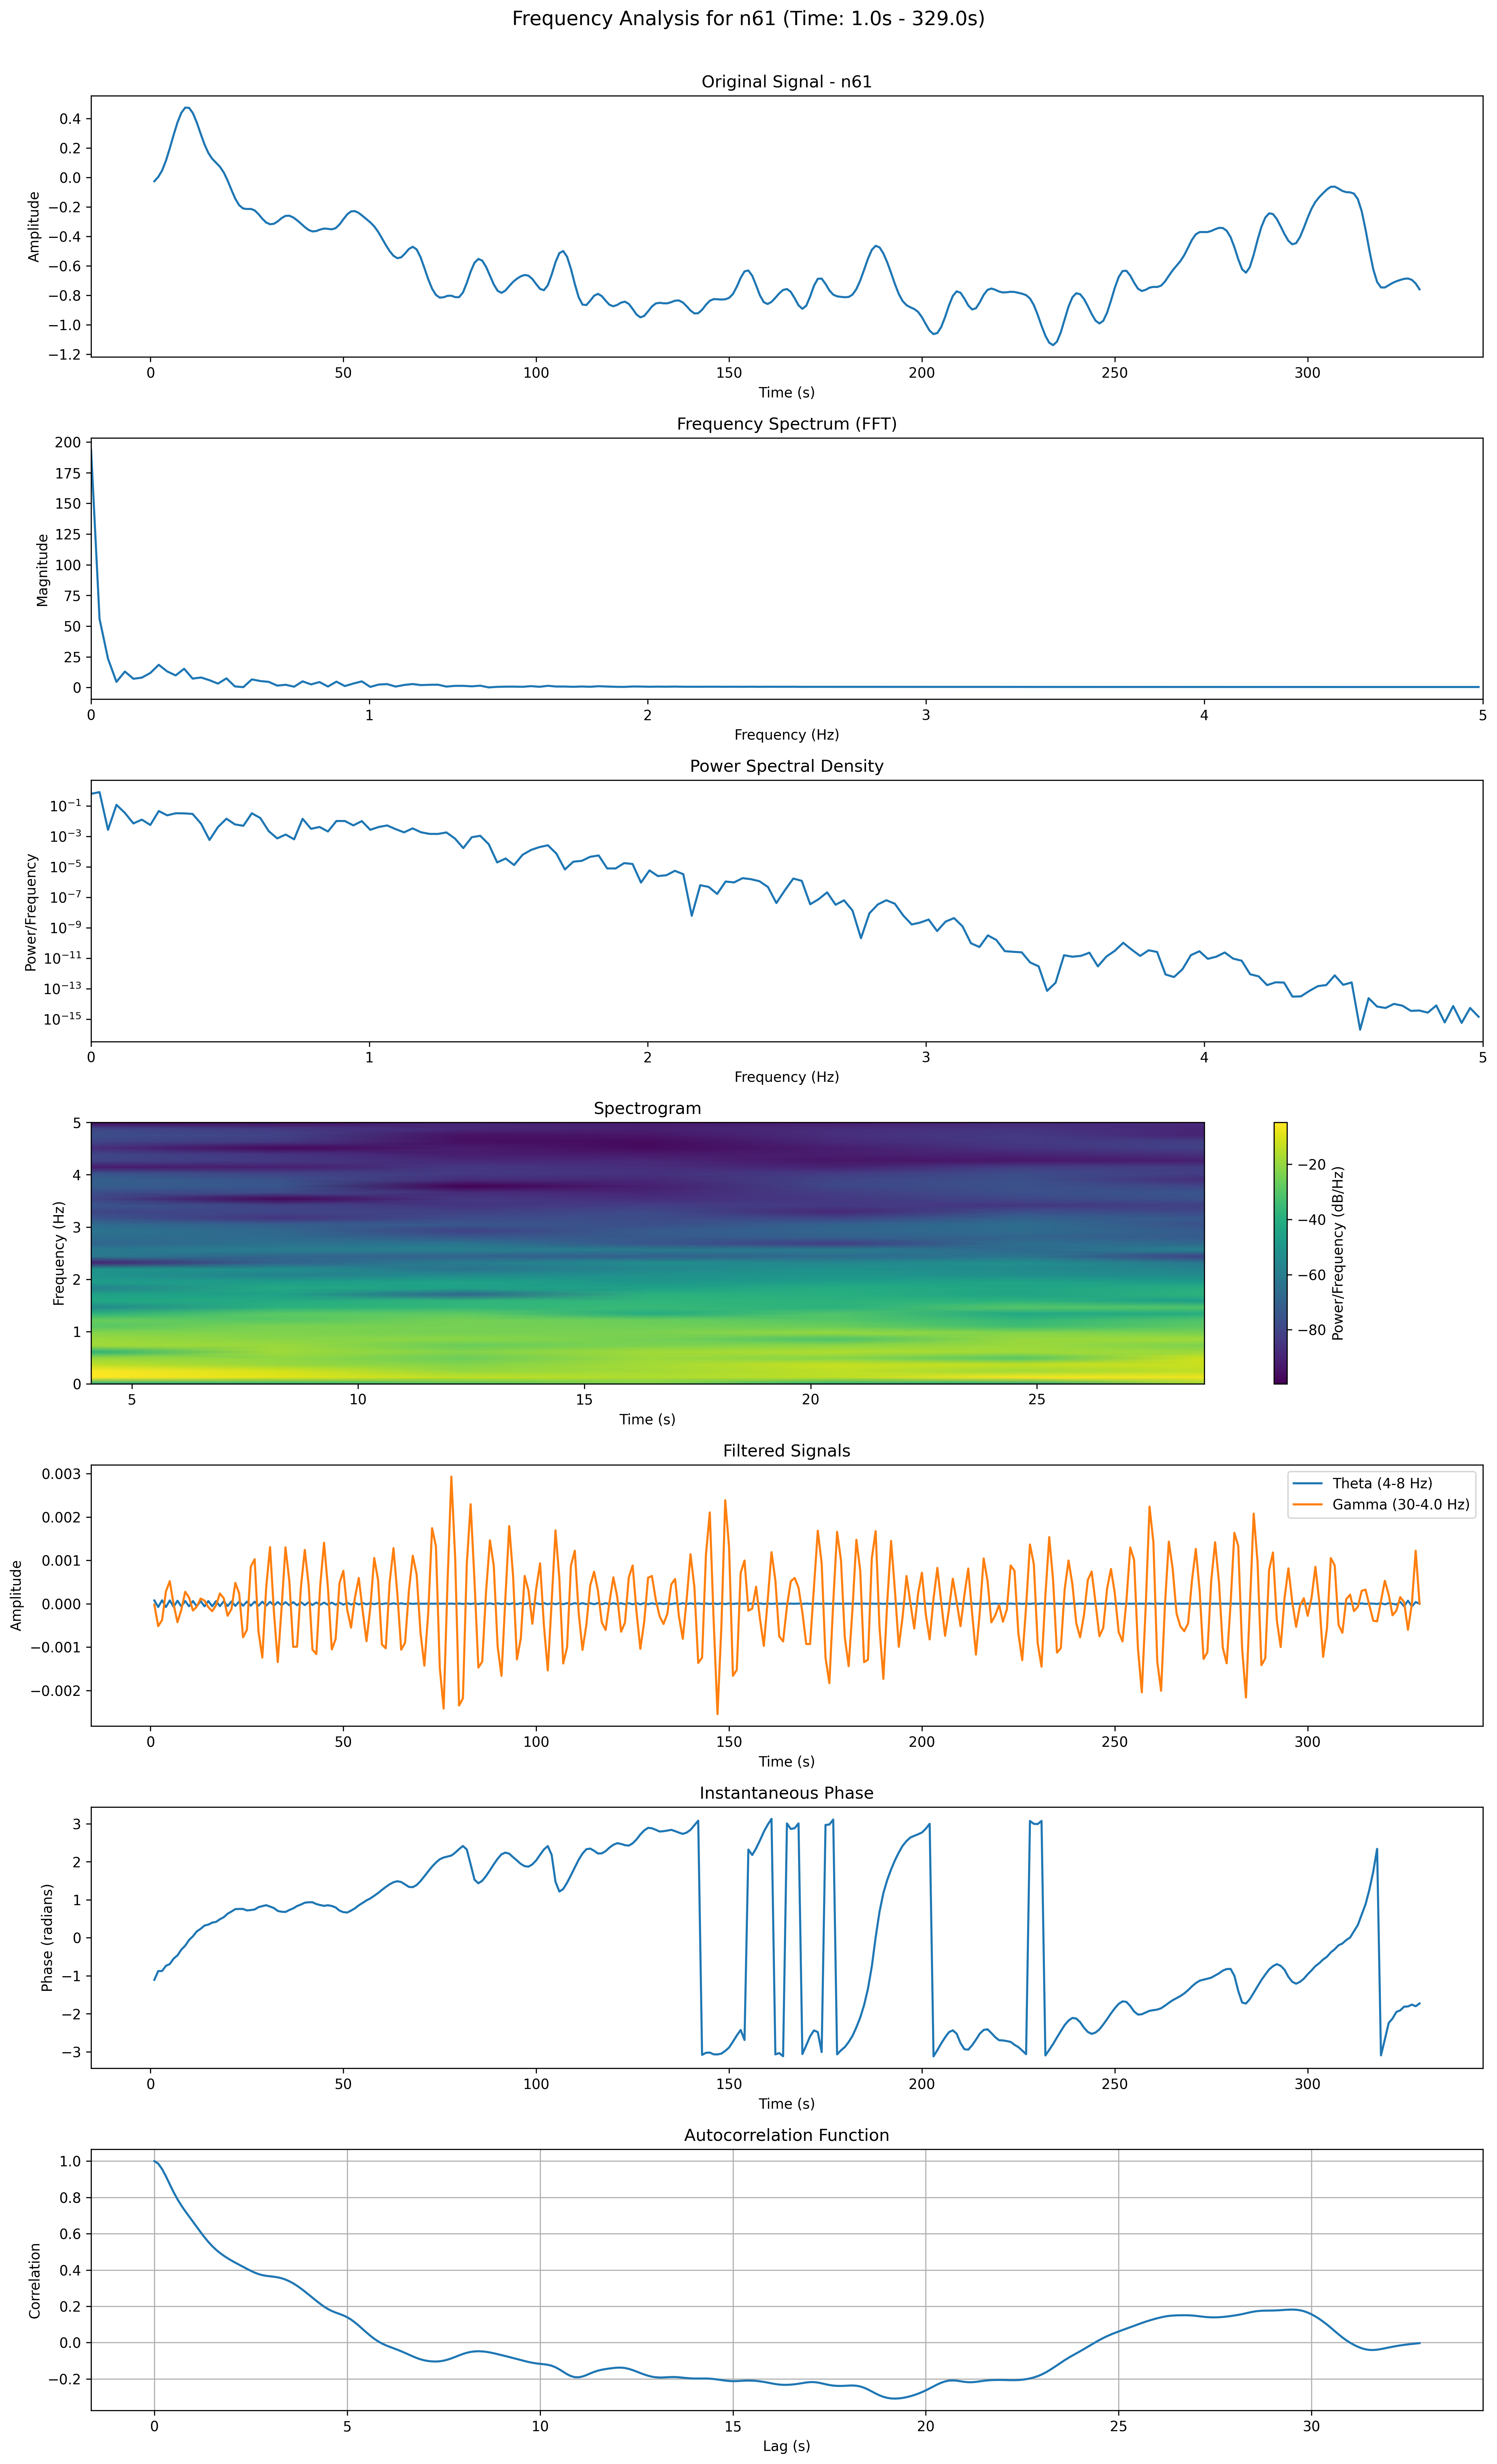 Frequency Analysis for n61 (Time: 1.0s - 329.0s)
Original Signal - n61
Amplitude
0.4
0.2
0.0
−0.2
−0.4
−0.6
−0.8
−1.0
−1.2
0 50 100 150 200 250 300
Time (s)
Frequency Spectrum (FFT)
Magnitude
200
175
150
125
100
75
50
25
0
0 1 2 3 4 5
Frequency (Hz)
Power Spectral Density
Power/Frequency
10⁻¹
10⁻³
10⁻⁵
10⁻⁷
10⁻⁹
10⁻¹¹
10⁻¹³
10⁻¹⁵
0 1 2 3 4 5
Frequency (Hz)
Spectrogram
Frequency (Hz)
5
4
3
2
1
0
5 10 15 20 25
Time (s)
−20
−40
−60
−80
Power/Frequency (dB/Hz)
Filtered Signals
Amplitude
0.003
0.002
0.001
0.000
−0.001
−0.002
Theta (4-8 Hz)
Gamma (30-4.0 Hz)
0 50 100 150 200 250 300
Time (s)
Instantaneous Phase
Phase (radians)
3
2
1
0
−1
−2
−3
0 50 100 150 200 250 300
Time (s)
Autocorrelation Function
Correlation
1.0
0.8
0.6
0.4
0.2
0.0
−0.2
0 5 10 15 20 25 30
Lag (s)